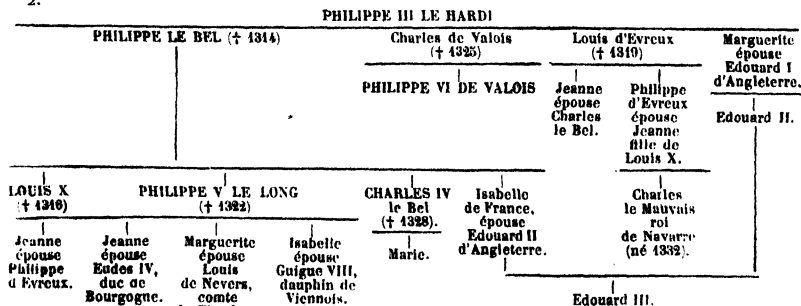 2.
PHILIPPE III LE HARDI
PHILIPPE LE BEL († 1314)
Charles de Valois
(† 1325)
Louis d'Evreux
(† 1319)
Marguerite
épouse
Edouard I
d'Angleterre.
PHILIPPE VI DE VALOIS
Jeanne
épouse
Charles
le Bel.
Philippe
d'Evreux
épouse
Jeanne
fille de
Louis X.
Edouard II.
LOUIS X
(† 1316)
PHILIPPE V LE LONG
(† 1322)
CHARLES IV
le Bel
(† 1328).
Isabelle
de France,
épouse
Edouard II
d'Angleterre.
Charles
le Mauvais
roi
de Navarre
(né 1332).
Jeanne
épouse
Philippe
d'Evreux.
Jeanne
épouse
Eudes IV,
duc de
Bourgogne.
Marguerite
épouse
Louis
de Nevers,
comte
Isabelle
épouse
Guigue VIII,
dauphin de
Viennois.
Marie.
Edouard III.